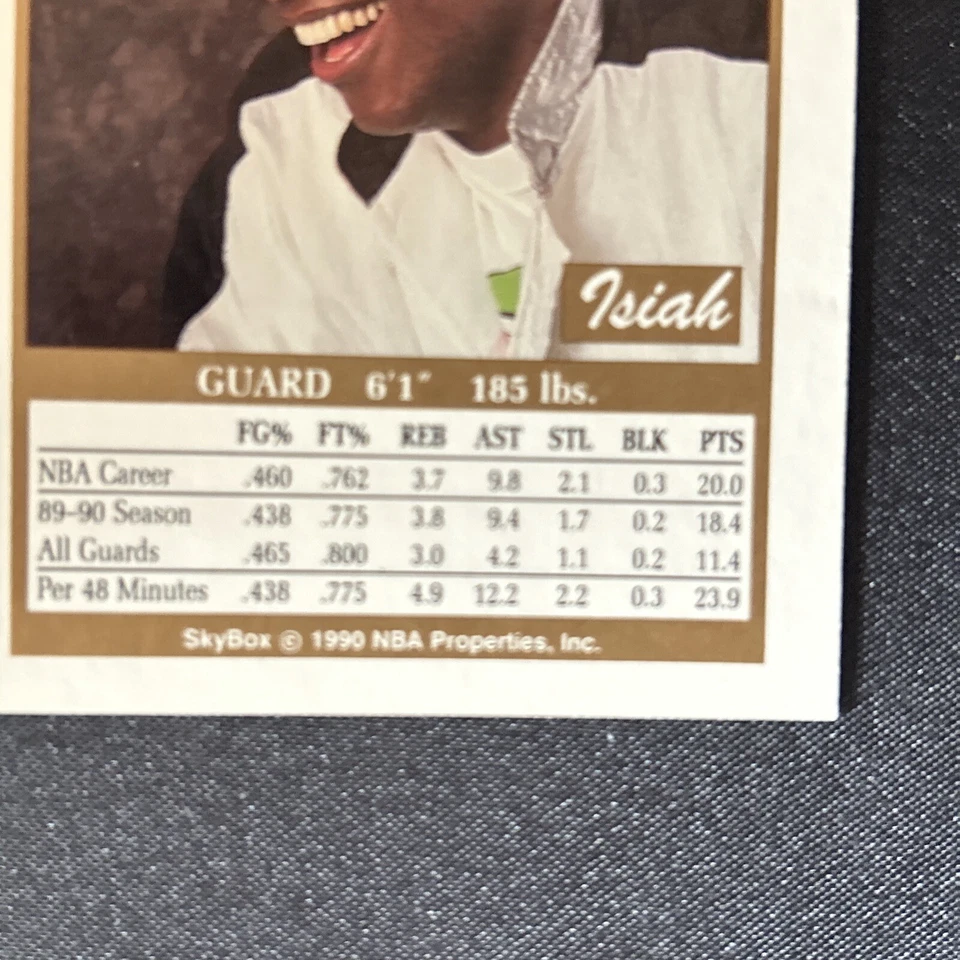 Isiah
GUARD 6'1" 185 lbs.
FG% FT% REB AST STL BLK PTS
NBA Career .460 .762 3.7 9.8 2.1 0.3 20.0
89–90 Season .438 .775 3.8 9.4 1.7 0.2 18.4
All Guards .465 .800 3.0 4.2 1.1 0.2 11.4
Per 48 Minutes .438 .775 4.9 12.2 2.2 0.3 23.9
SkyBox © 1990 NBA Properties, Inc.